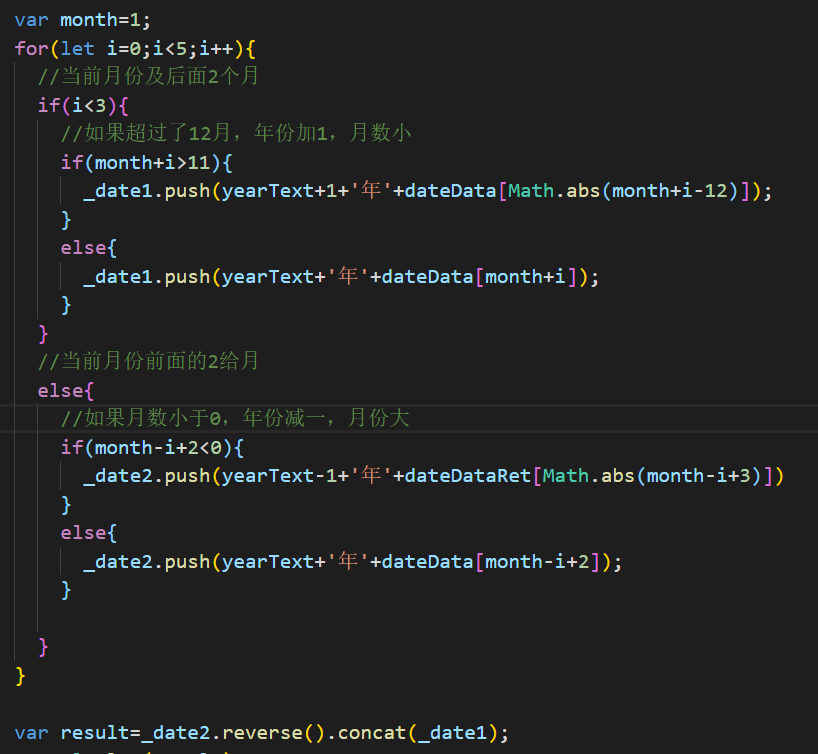 var month=1;
for(let i=0;i<5;i++){
//当前月份及后面2个月
if(i<3){
//如果超过了12月，年份加1，月数小
if(month+i>11){
_date1.push(yearText+1+'年'+dateData[Math.abs(month+i-12)]);
}
else{
_date1.push(yearText+'年'+dateData[month+i]);
}
}
//当前月份前面的2给月
else{
//如果月数小于0，年份减一，月份大
if(month-i+2<0){
_date2.push(yearText-1+'年'+dateDataRet[Math.abs(month-i+3)])
}
else{
_date2.push(yearText+'年'+dateData[month-i+2]);
}
}
}
var result=_date2.reverse().concat(_date1);